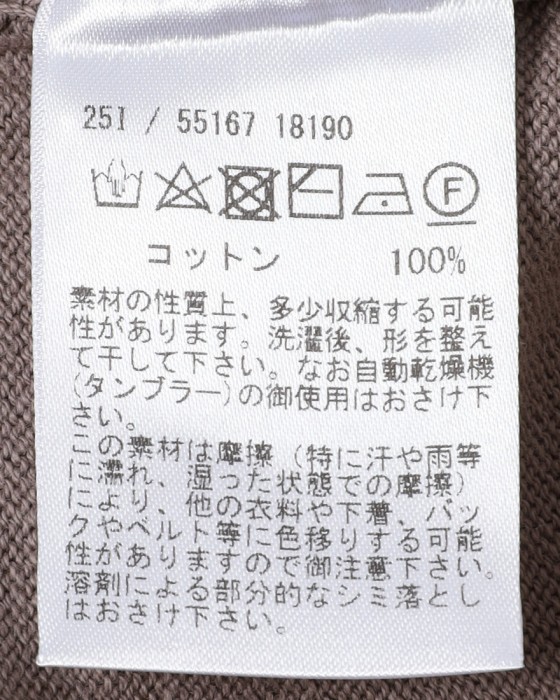 25I / 55167 18190
F
コットン 100%
素材の性質上、多少収縮する可能
性があります。洗濯後、形を整え
て干して下さい。なお自動乾燥機
(タンブラー)の御使用はおさけ下
さい。
この素材は摩擦（特に汗や雨等
に濡れ、湿った状態での摩擦）
により、他の衣料や下着、バッ
クやベルト等に色移りする可能
性がありますので御注意下さい。
溶剤による部分的なシミ落とし
はおさけ下さい。